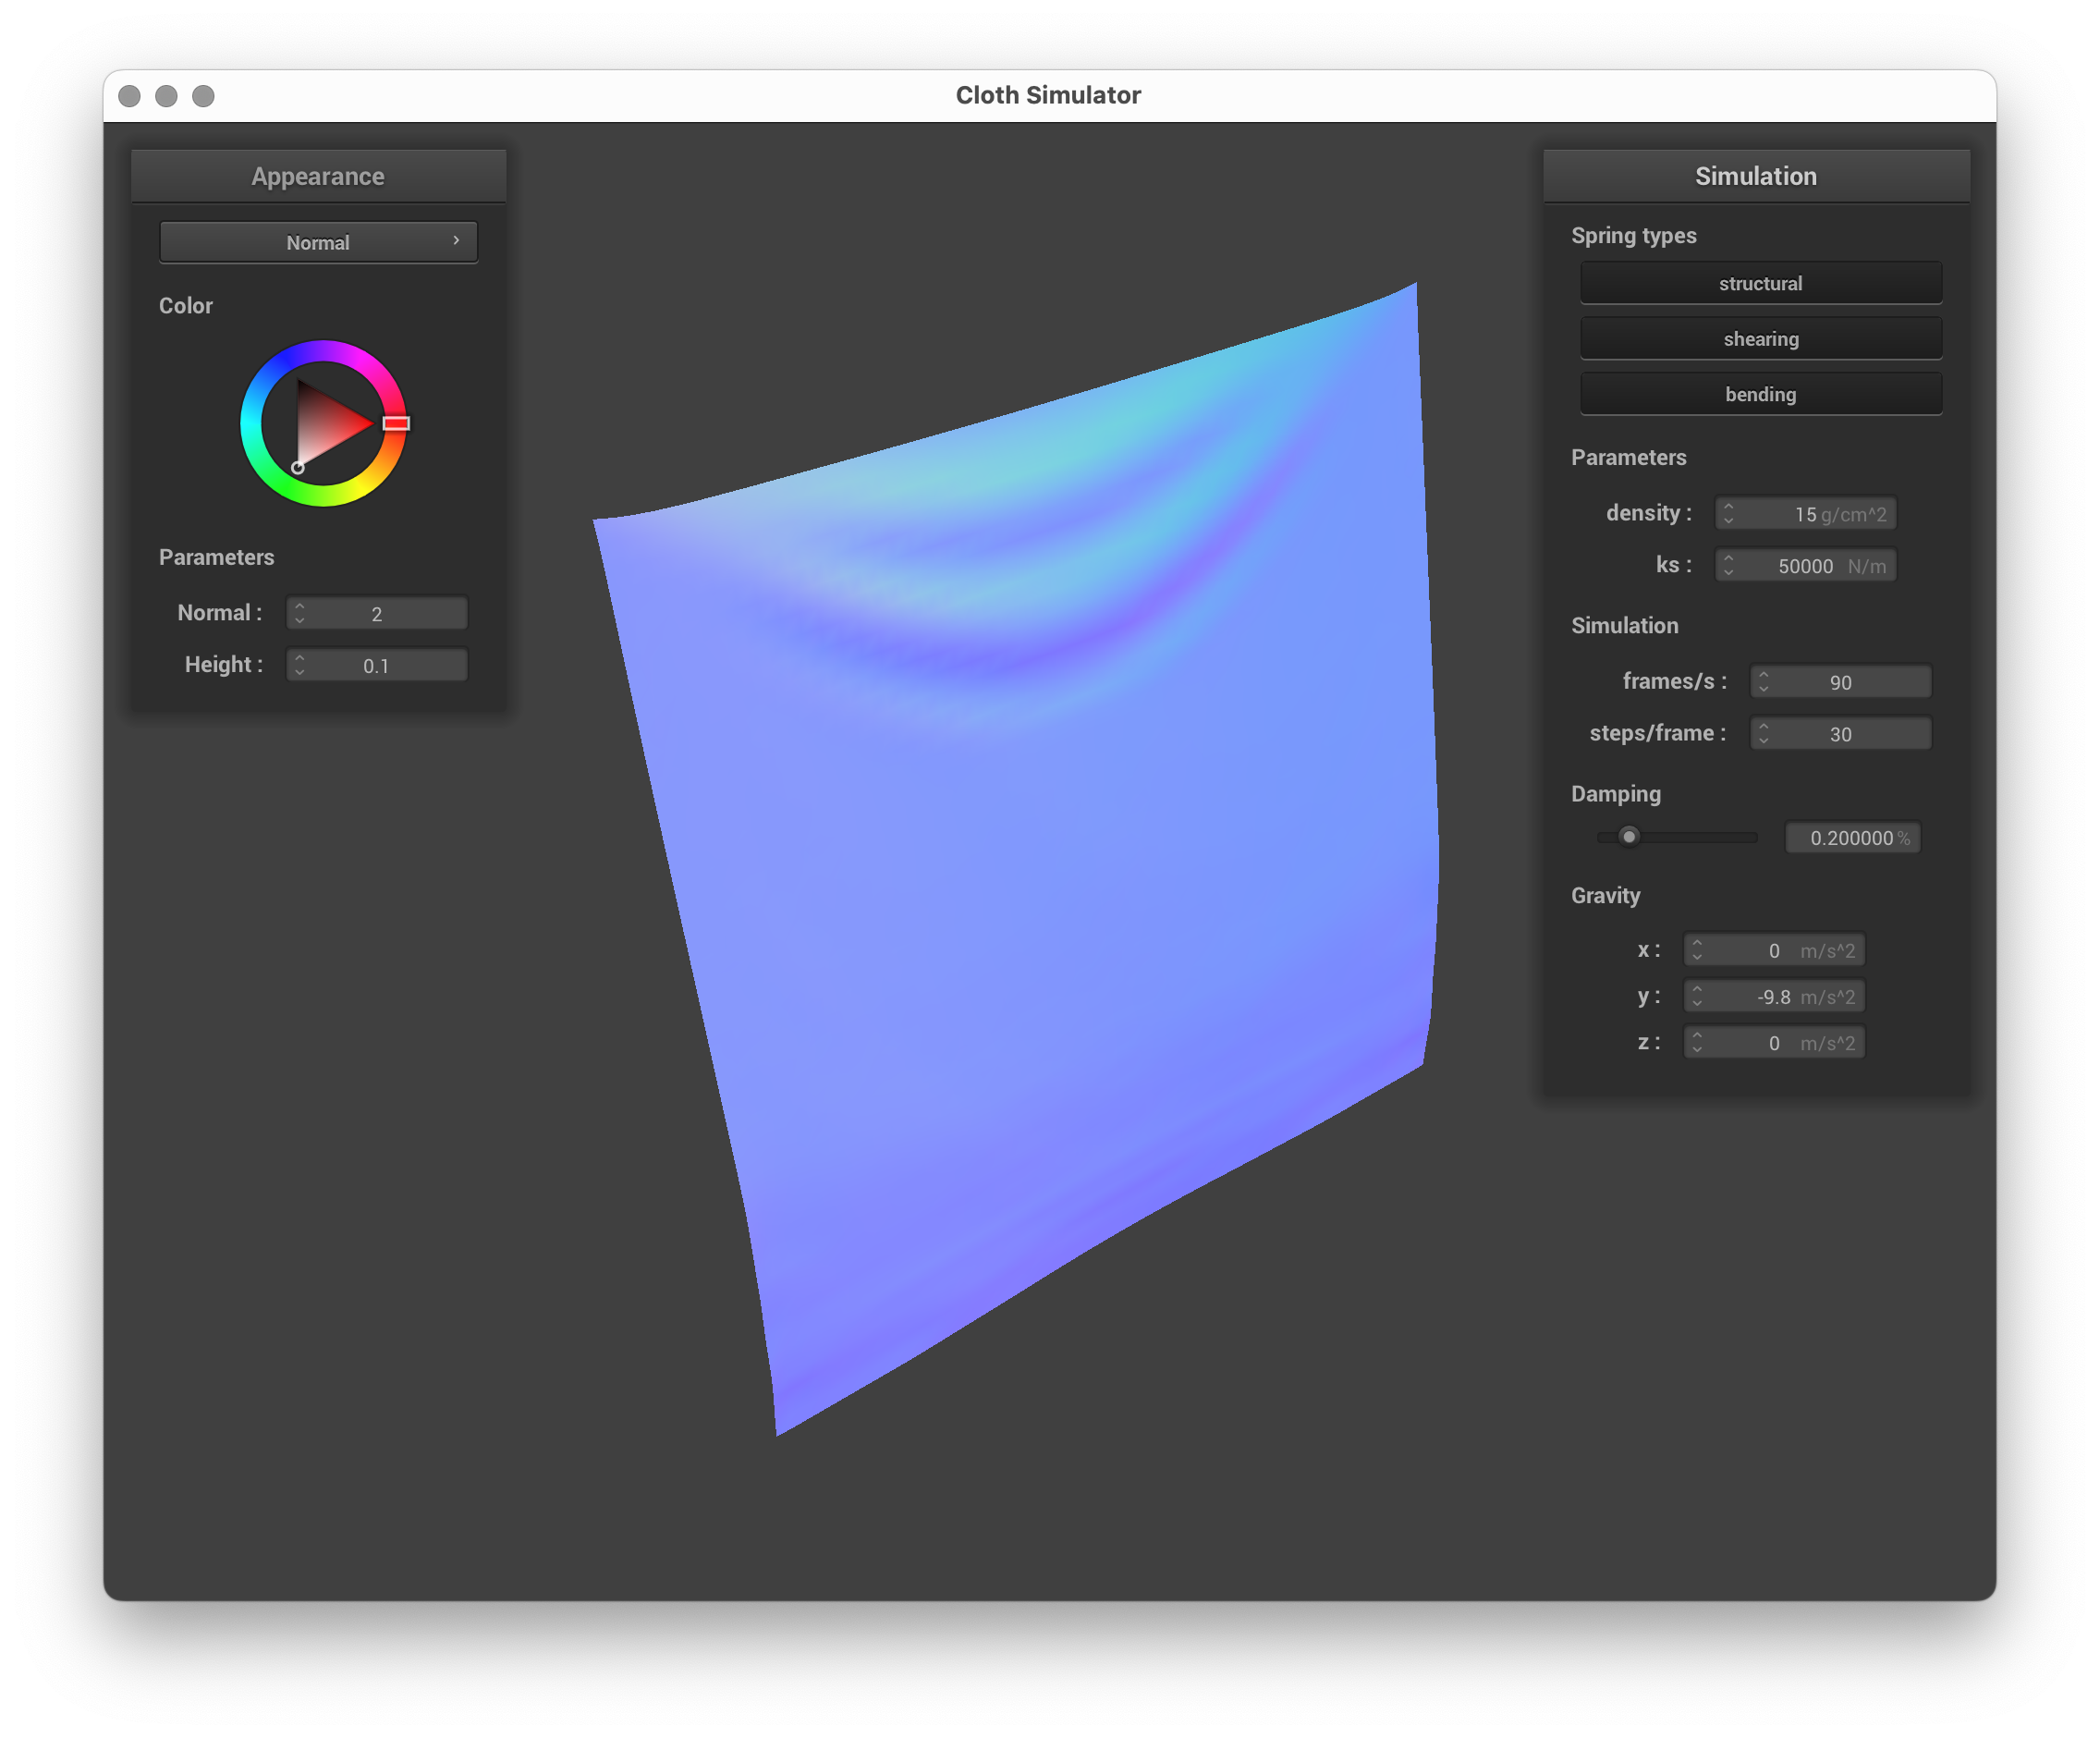 Cloth Simulator
Appearance
Normal
Color
Parameters
Normal : 2
Height : 0.1
Simulation
Spring types
structural
shearing
bending
Parameters
density : 15 g/cm^2
ks : 50000 N/m
Simulation
frames/s : 90
steps/frame : 30
Damping
0.200000 %
Gravity
x : 0 m/s^2
y : -9.8 m/s^2
z : 0 m/s^2